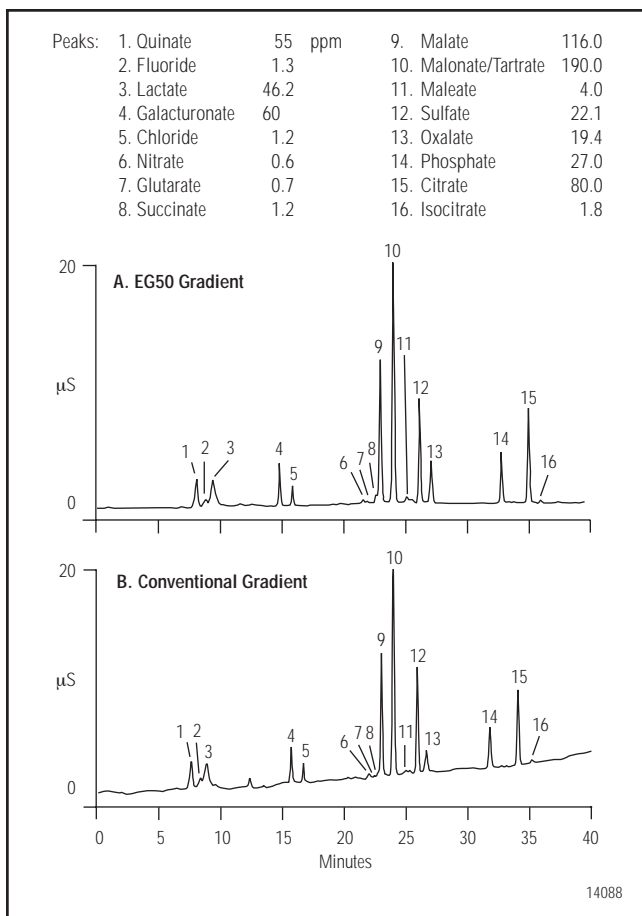 Peaks: 1. Quinate 55 ppm 9. Malate 116.0
2. Fluoride 1.3 10. Malonate/Tartrate 190.0
3. Lactate 46.2 11. Maleate 4.0
4. Galacturonate 60 12. Sulfate 22.1
5. Chloride 1.2 13. Oxalate 19.4
6. Nitrate 0.6 14. Phosphate 27.0
7. Glutarate 0.7 15. Citrate 80.0
8. Succinate 1.2 16. Isocitrate 1.8
20
A. EG50 Gradient
µS
0
1 2 3 4 5 6 7 8 9 10 11 12 13 14 15 16
20
B. Conventional Gradient
µS
0
1 2 3 4 5 6 7 8 9 10 11 12 13 14 15 16
0 5 10 15 20 25 30 35 40
Minutes
14088